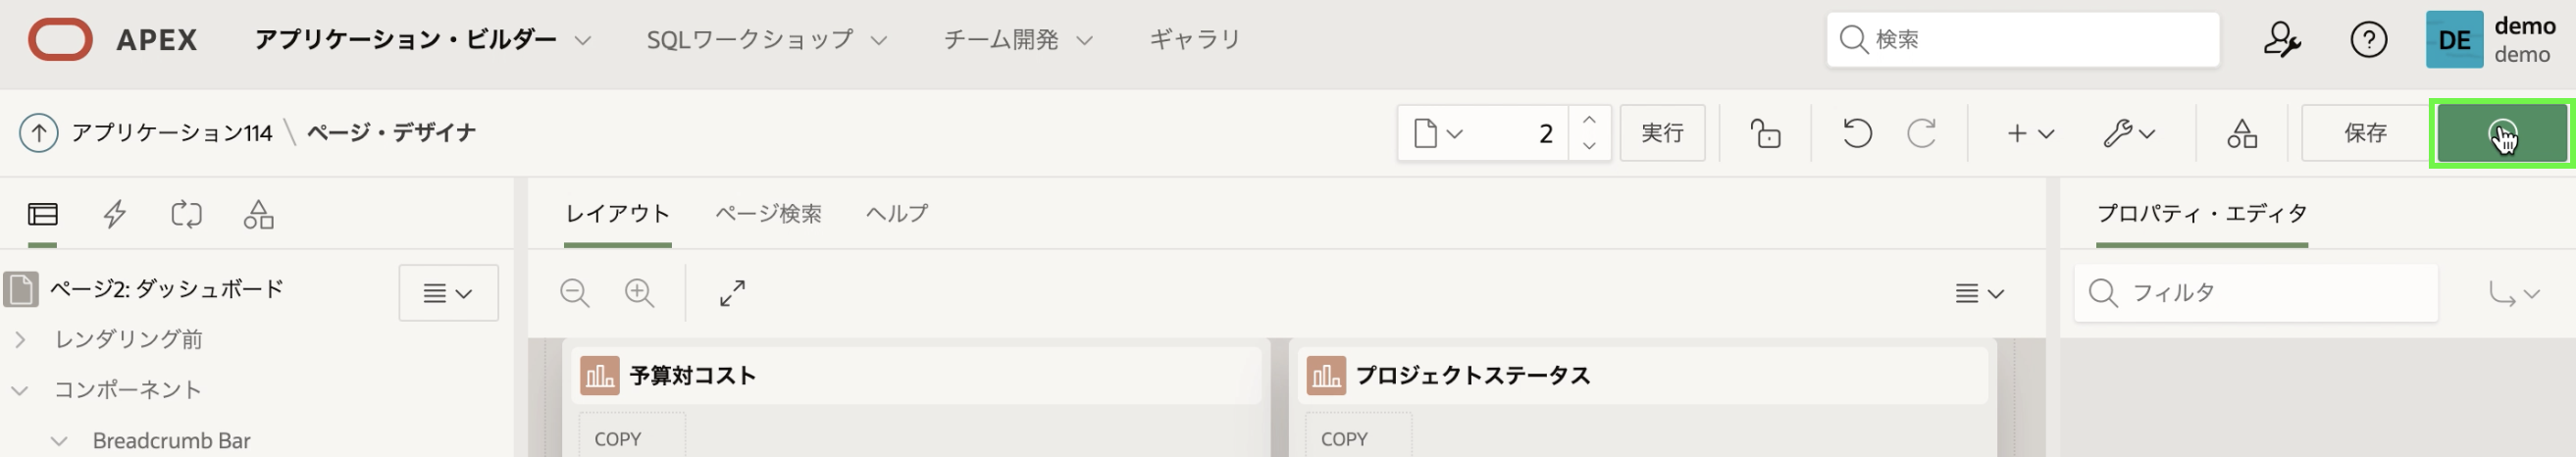 APEX アプリケーション・ビルダー SQLワークショップ チーム開発 ギャラリ 検索 ? DE demo
demo
アプリケーション114 \ ページ・デザイナ 2 実行 保存
レイアウト ページ検索 ヘルプ プロパティ・エディタ
ページ2: ダッシュボード フィルタ
レンダリング前
予算対コスト プロジェクトステータス
コンポーネント
COPY COPY
Breadcrumb Bar